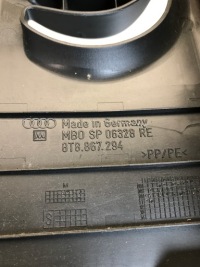 Made in Germany
MBO SP 06328 RE
8T8.867.294
>PP/PE<
M
S